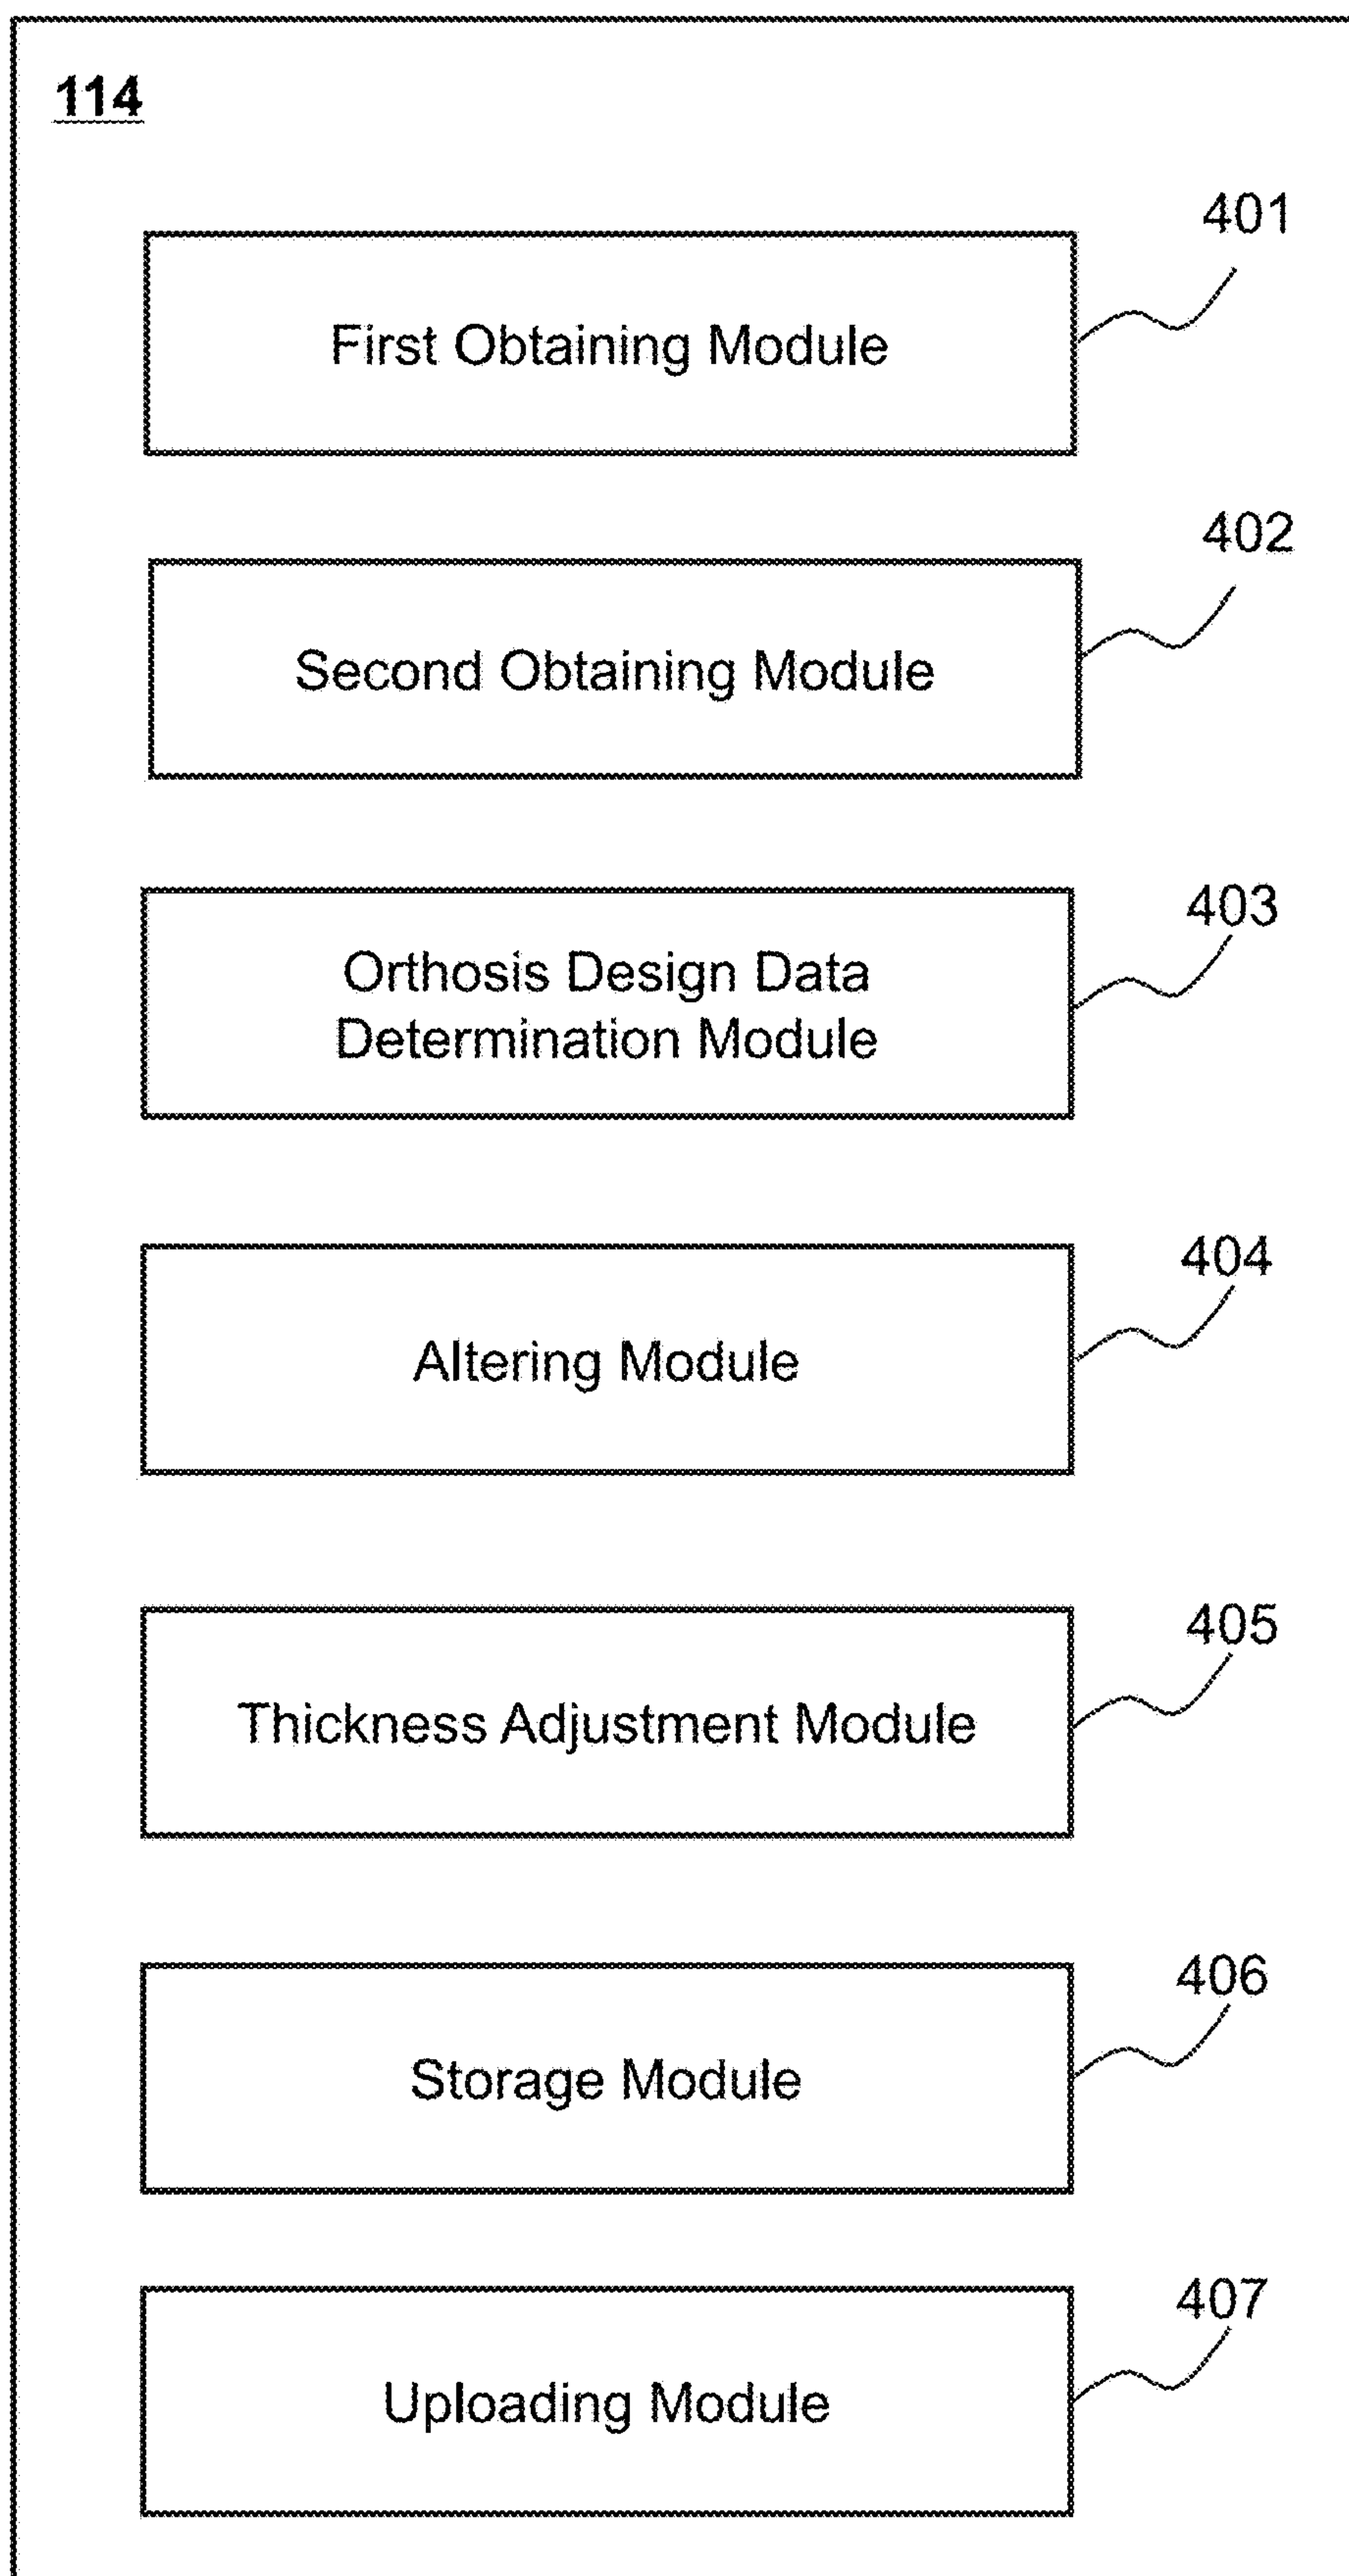 114
401
First Obtaining Module
402
Second Obtaining Module
403
Orthosis Design Data
Determination Module
404
Altering Module
405
Thickness Adjustment Module
406
Storage Module
407
Uploading Module